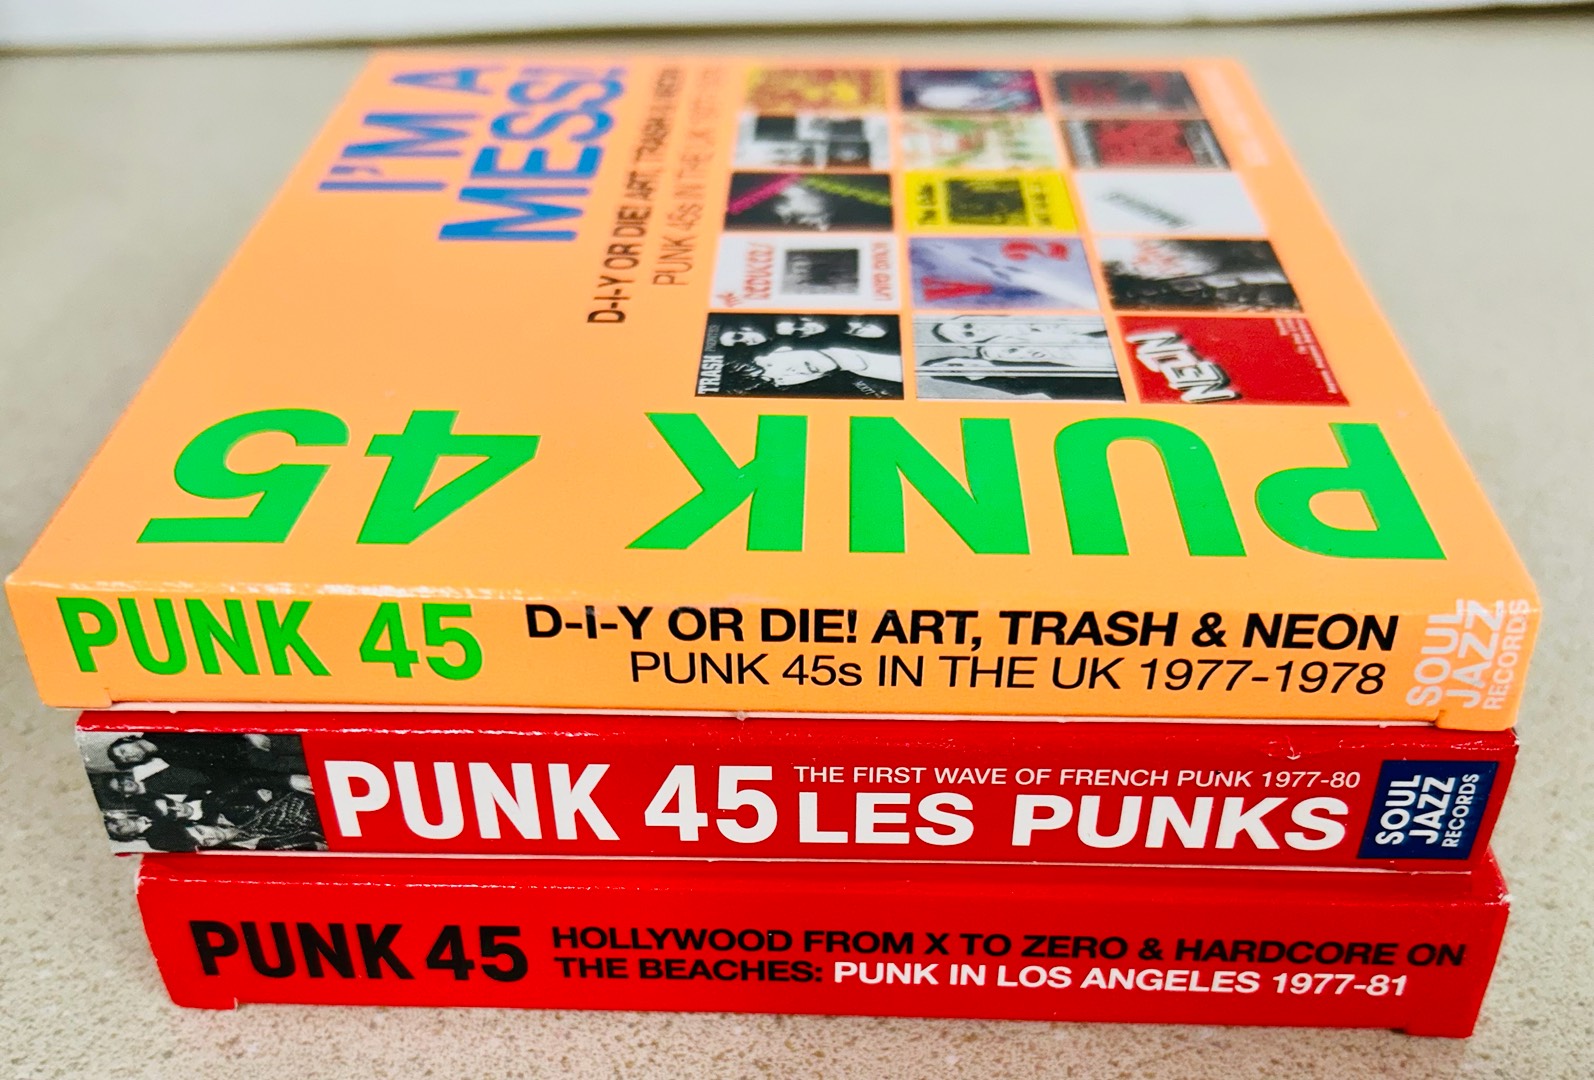 I'M A
MESS!
D-I-Y OR DIE! ART, TRASH & NEON
PUNK 45s IN THE UK 1977-1978
TRASH
V2
NEON
PUNK 45
PUNK 45
D-I-Y OR DIE! ART, TRASH & NEON
PUNK 45s IN THE UK 1977-1978
SOUL
JAZZ
RECORDS
PUNK 45
THE FIRST WAVE OF FRENCH PUNK 1977-80
LES PUNKS
SOUL
JAZZ
RECORDS
PUNK 45
HOLLYWOOD FROM X TO ZERO & HARDCORE ON
THE BEACHES: PUNK IN LOS ANGELES 1977-81